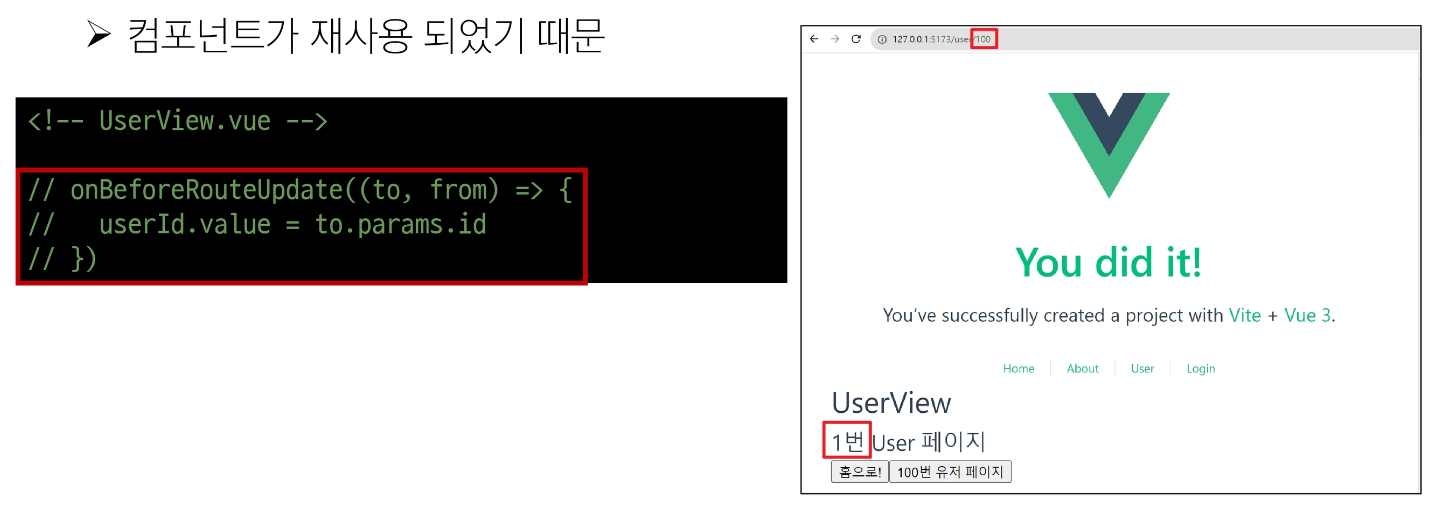 ➢ 컴포넌트가 재사용 되었기 때문
<!-- UserView.vue -->
// onBeforeRouteUpdate((to, from) => {
//   userId.value = to.params.id
// })
127.0.0.1:5173/user/100
You did it!
You've successfully created a project with Vite + Vue 3.
Home About User Login
UserView
1번 User 페이지
홈으로! 100번 유저 페이지